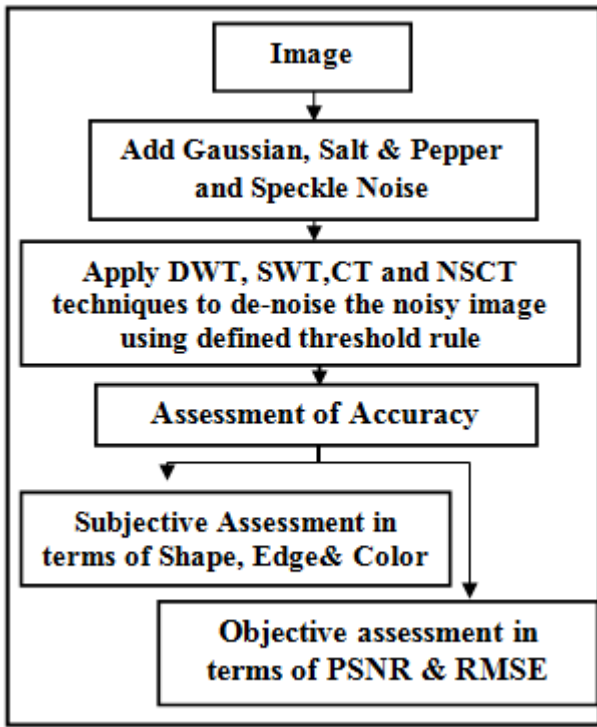 Image
Add Gaussian, Salt & Pepper
and Speckle Noise
Apply DWT, SWT,CT and NSCT
techniques to de-noise the noisy image
using defined threshold rule
Assessment of Accuracy
Subjective Assessment in
terms of Shape, Edge& Color
Objective assessment in
terms of PSNR & RMSE